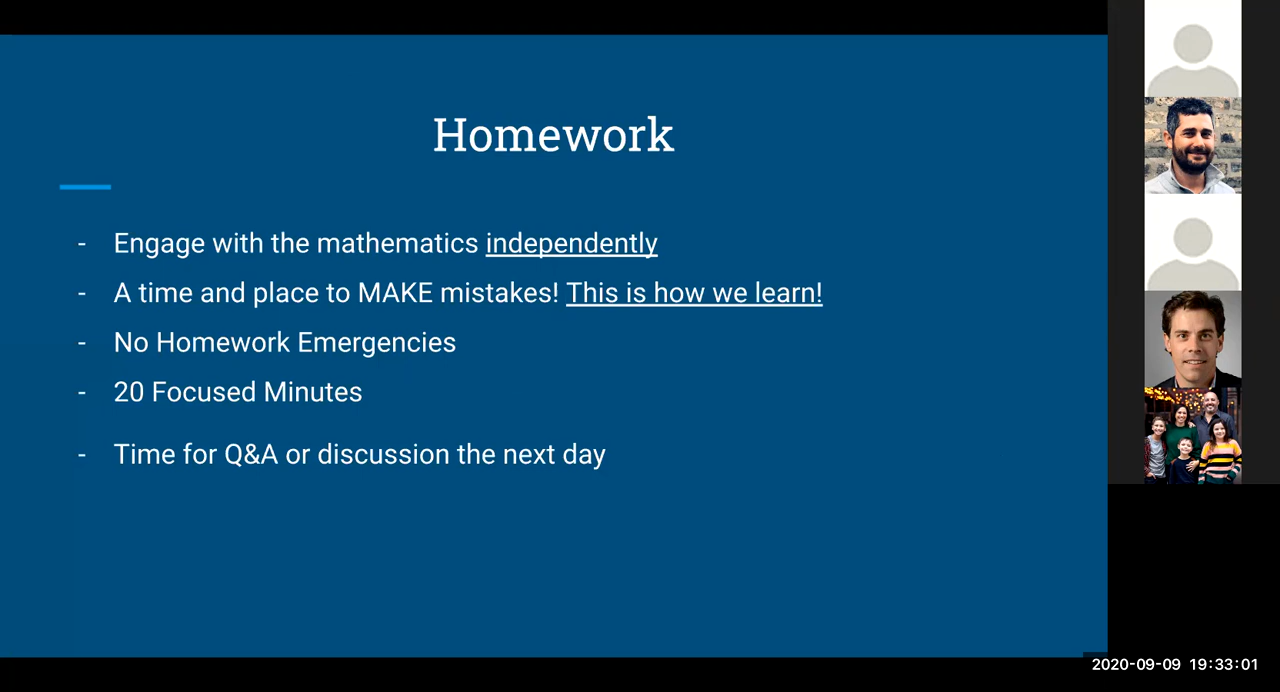 Homework
- Engage with the mathematics independently
- A time and place to MAKE mistakes! This is how we learn!
- No Homework Emergencies
- 20 Focused Minutes
- Time for Q&A or discussion the next day
2020-09-09 19:33:01